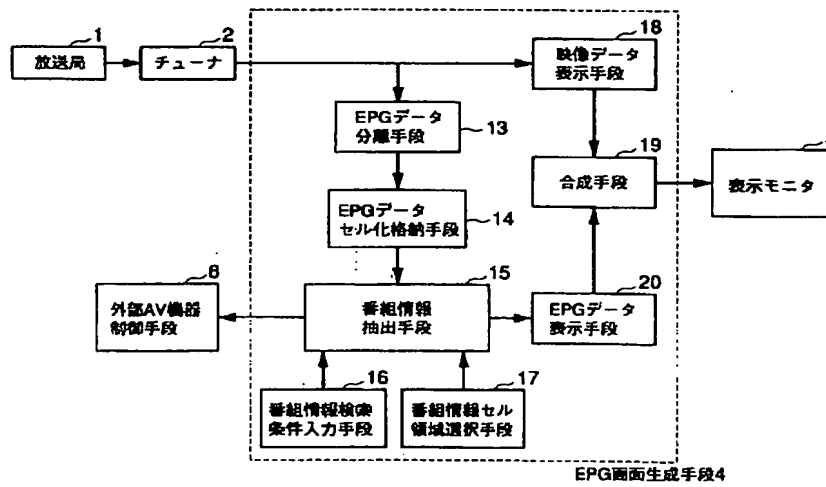 1
放送局
2
チューナ
18
映像データ
表示手段
EPGデータ
分離手段
13
19
合成手段
表示モニタ
EPGデータ
セル化格納手段
14
6
外部AV機器
制御手段
15
番組情報
抽出手段
20
EPGデータ
表示手段
16
番組情報検索
条件入力手段
17
番組情報セル
領域選択手段
EPG画面生成手段4